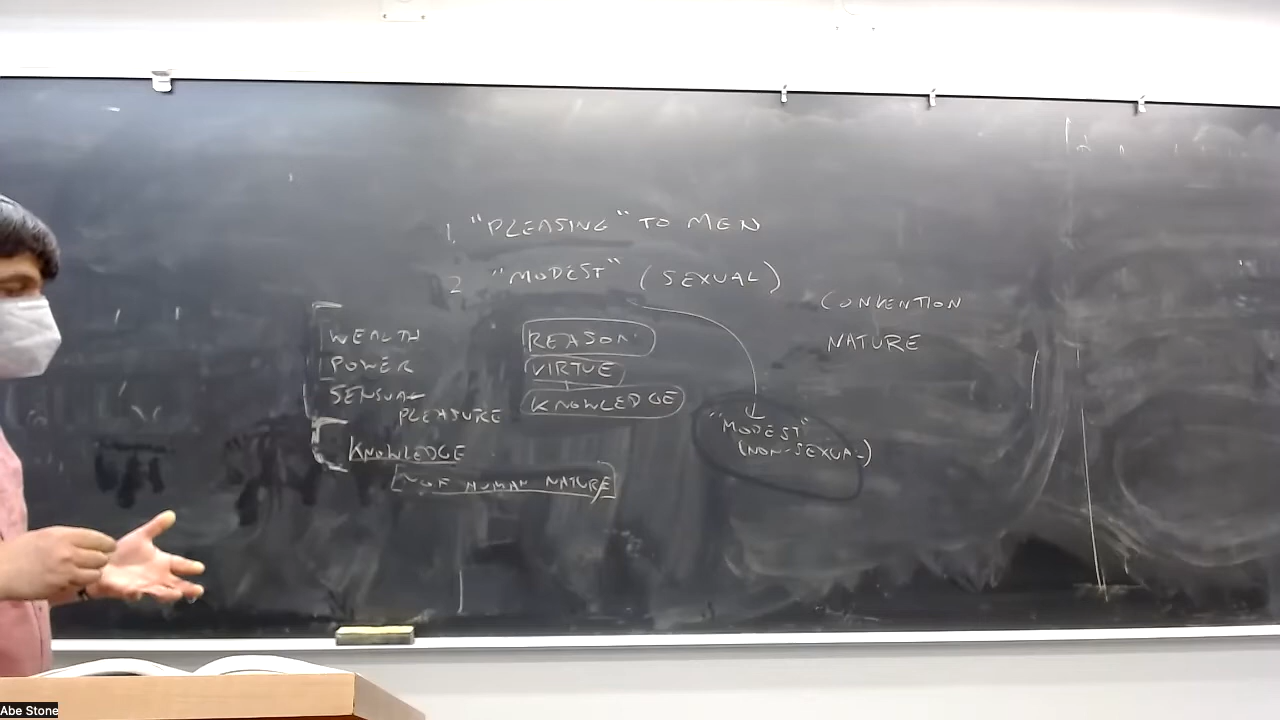 1. "PLEASING" TO MEN
2 "MODEST" (SEXUAL)
CONVENTION
NATURE
WEALTH
POWER
SENSUAL
PLEASURE
KNOWLEDGE
OF HUMAN NATURE
REASON
VIRTUE
KNOWLEDGE
"MODEST"
(NON-SEXUAL)
Abe Stone